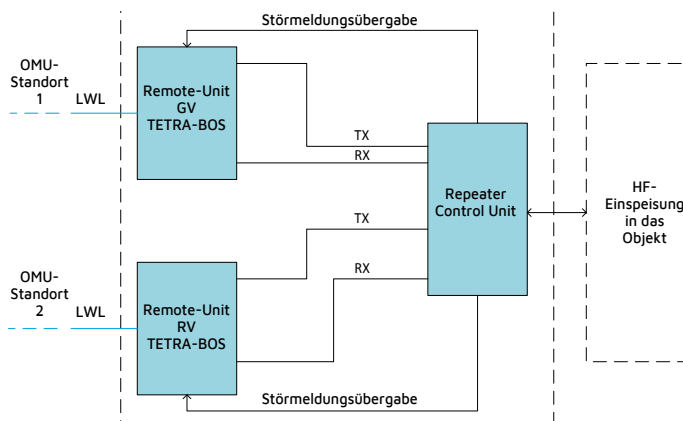 Störmeldungsübergabe
OMU-
Standort
1
LWL
Remote-Unit
GV
TETRA-BOS
TX
RX
Repeater
Control Unit
HF-
Einspeisung
in das
Objekt
TX
RX
OMU-
Standort
2
LWL
Remote-Unit
RV
TETRA-BOS
Störmeldungsübergabe